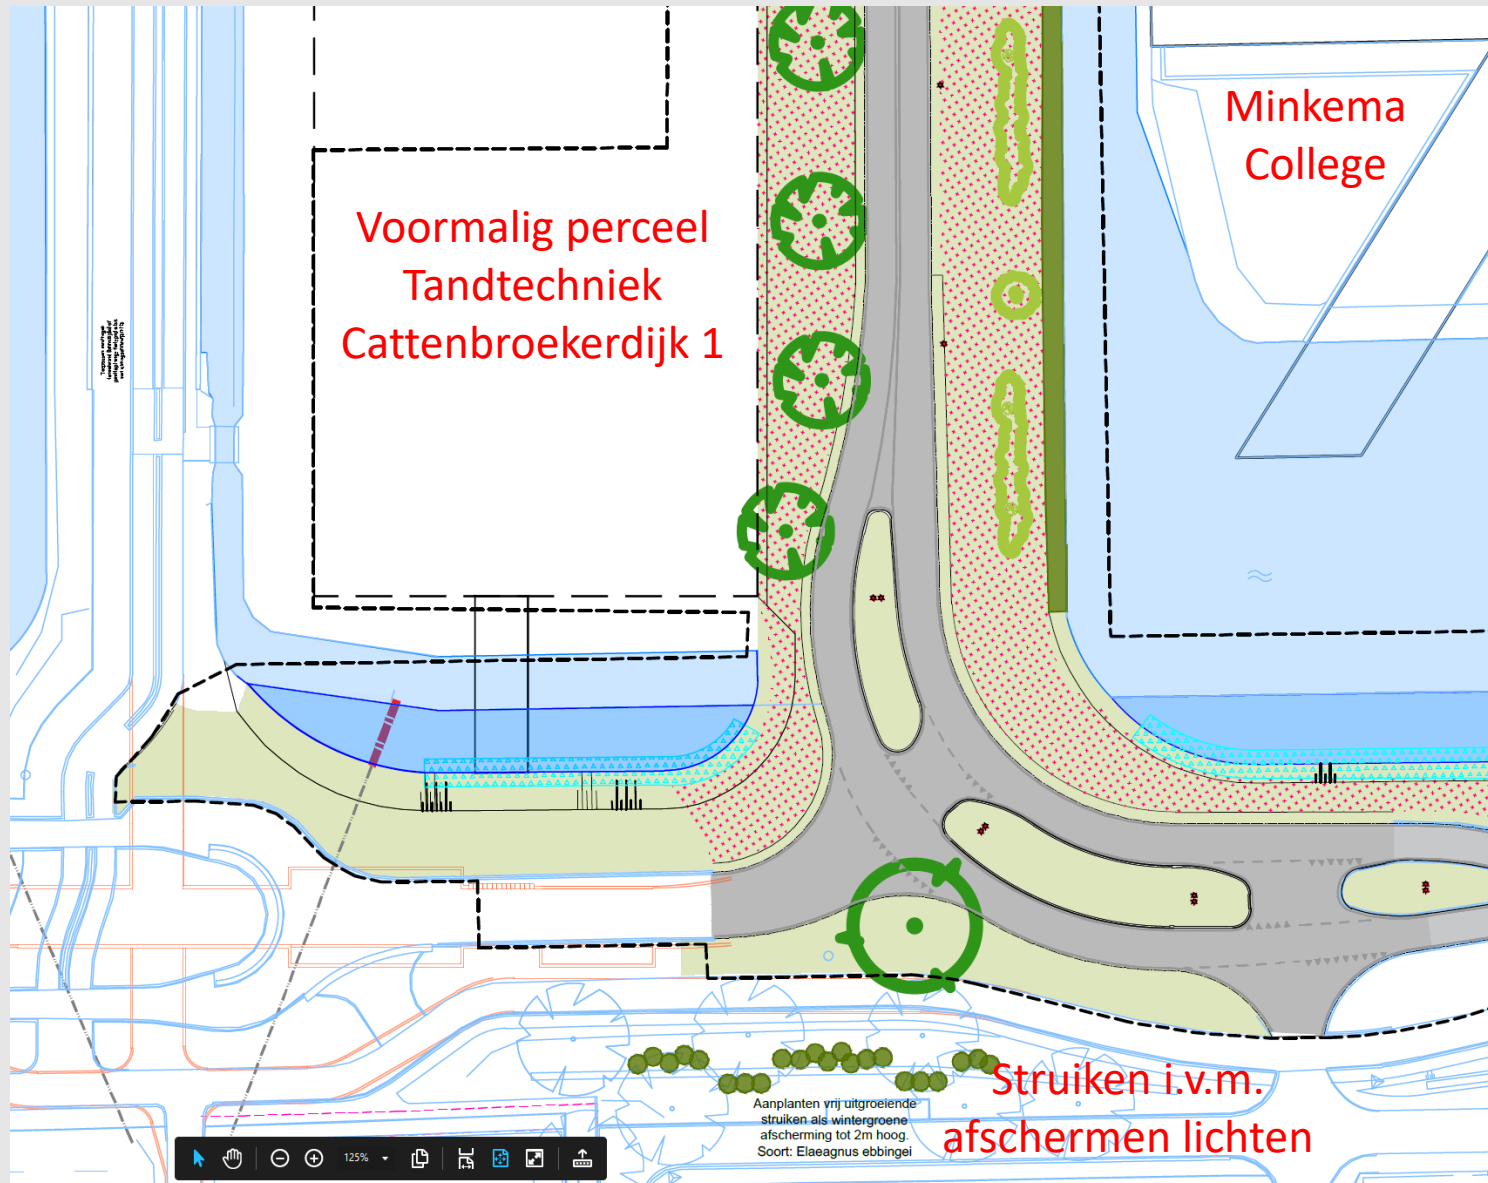 Minkema
College
Voormalig perceel
Tandtechniek
Cattenbroekerdijk 1
Struiken i.v.m.
afschermen lichten
Aanplanten vrij uitgroeiende
struiken als wintergroene
afscherming tot 2m hoog.
Soort: Elaeagnus ebbingei
125%